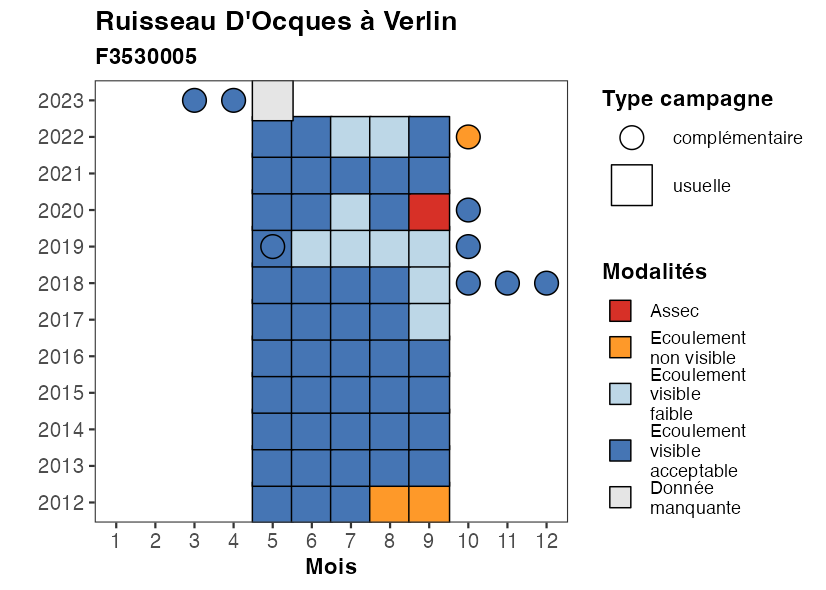 Ruisseau D'Ocques à Verlin
F3530005
2023
2022
2021
2020
2019
2018
2017
2016
2015
2014
2013
2012
1 2 3 4 5 6 7 8 9 10 11 12
Mois
Type campagne
complémentaire
usuelle
Modalités
Assec
Ecoulement
non visible
Ecoulement
visible
faible
Ecoulement
visible
acceptable
Donnée
manquante